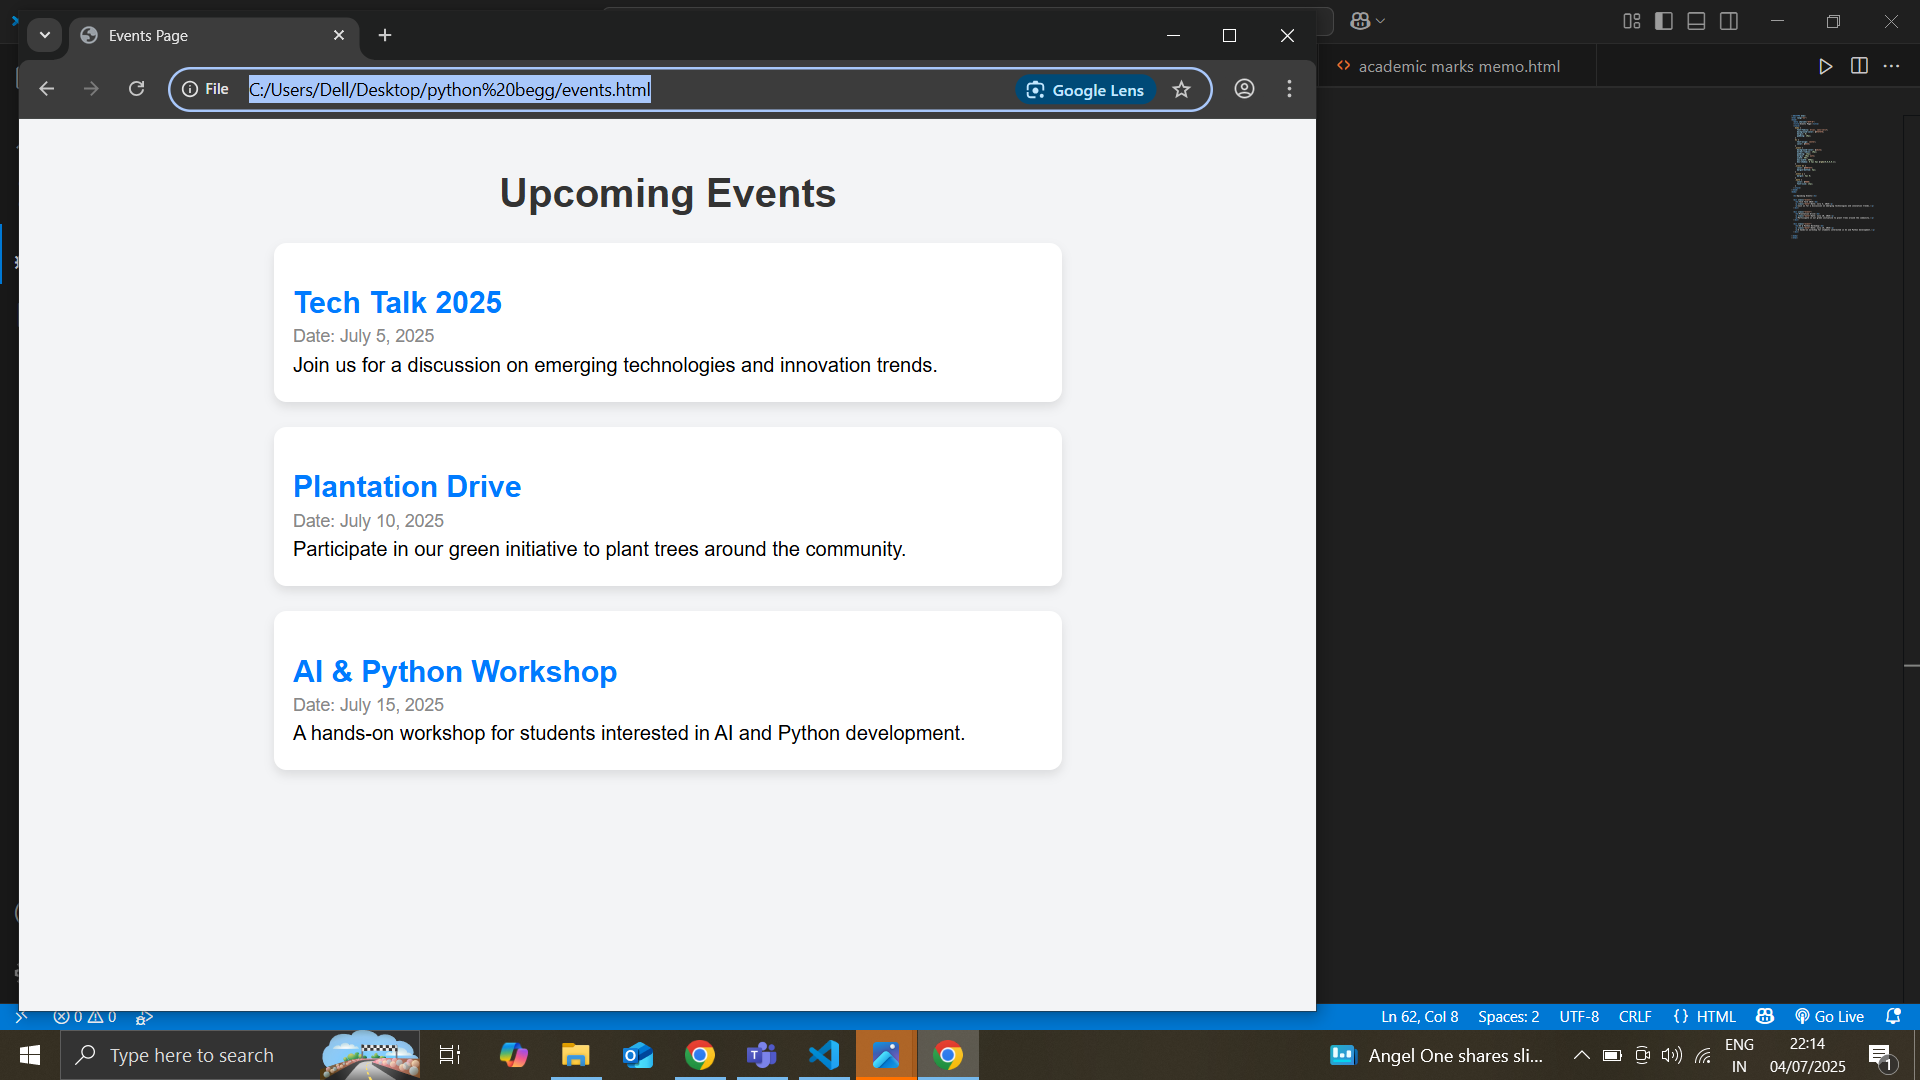 Events Page
academic marks memo.html
File
C:/Users/Dell/Desktop/python%20begg/events.html
Google Lens
Upcoming Events
Tech Talk 2025
Date: July 5, 2025
Join us for a discussion on emerging technologies and innovation trends.
Plantation Drive
Date: July 10, 2025
Participate in our green initiative to plant trees around the community.
AI & Python Workshop
Date: July 15, 2025
A hands-on workshop for students interested in AI and Python development.
0 0
Ln 62, Col 8 Spaces: 2 UTF-8 CRLF {} HTML Go Live
Type here to search
Angel One shares sli...
ENG
IN
22:14
04/07/2025
1